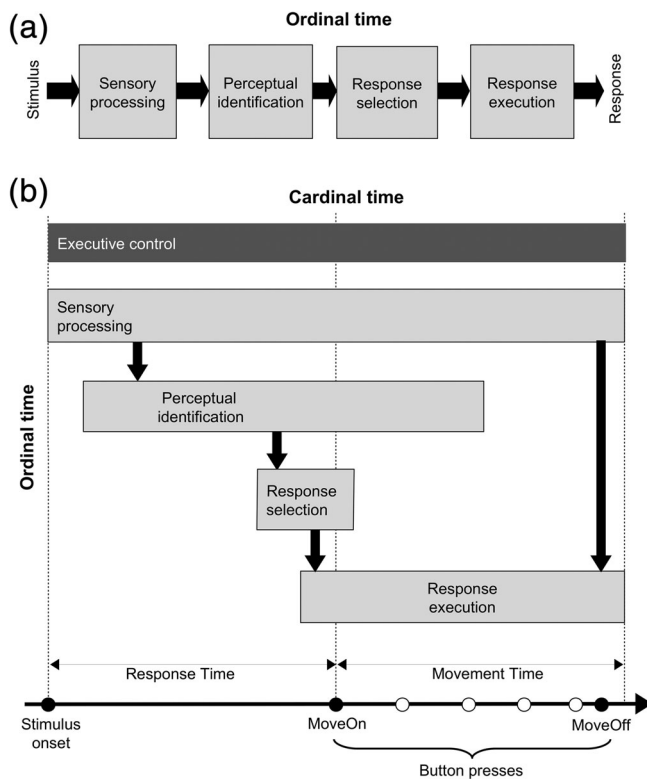 (a)
Ordinal time
Stimulus
Sensory
processing
Perceptual
identification
Response
selection
Response
execution
Response
(b)
Cardinal time
Executive control
Sensory
processing
Perceptual
identification
Ordinal time
Response
selection
Response
execution
Response Time
Movement Time
Stimulus
onset
MoveOn
MoveOff
Button presses